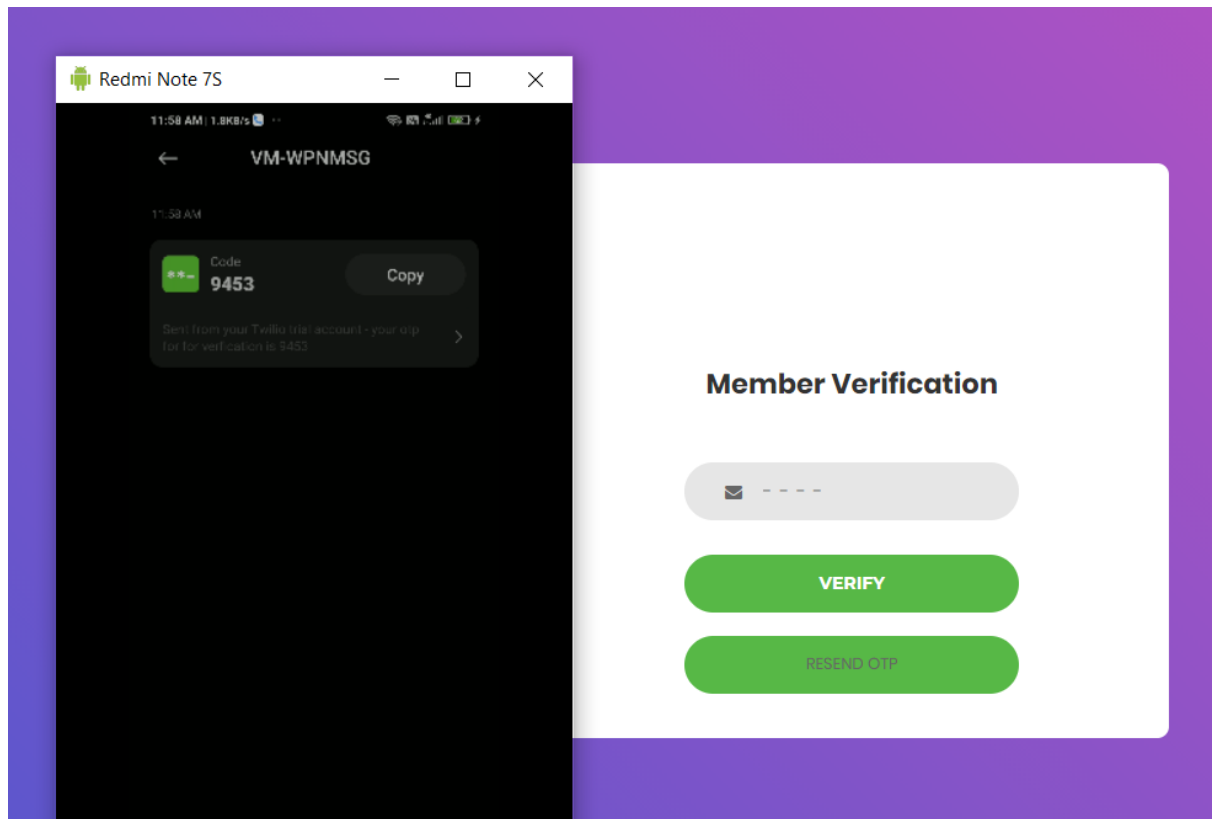 Redmi Note 7S
11:58 AM | 1.8KB/s
VM-WPNMSG
11:58 AM
Code
**-
9453
Copy
Sent from your Twilio trial account - your otp
for for verfication is 9453
Member Verification
- - - -
VERIFY
RESEND OTP